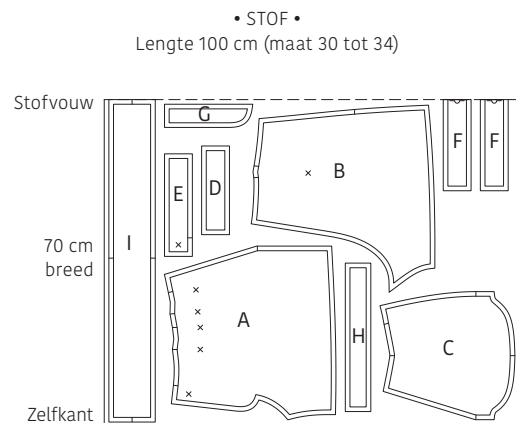 • STOF •
Lengte 100 cm (maat 30 tot 34)
Stofvouw
G
F F
B
E D
70 cm
breed
I
A
H
C
Zelfkant